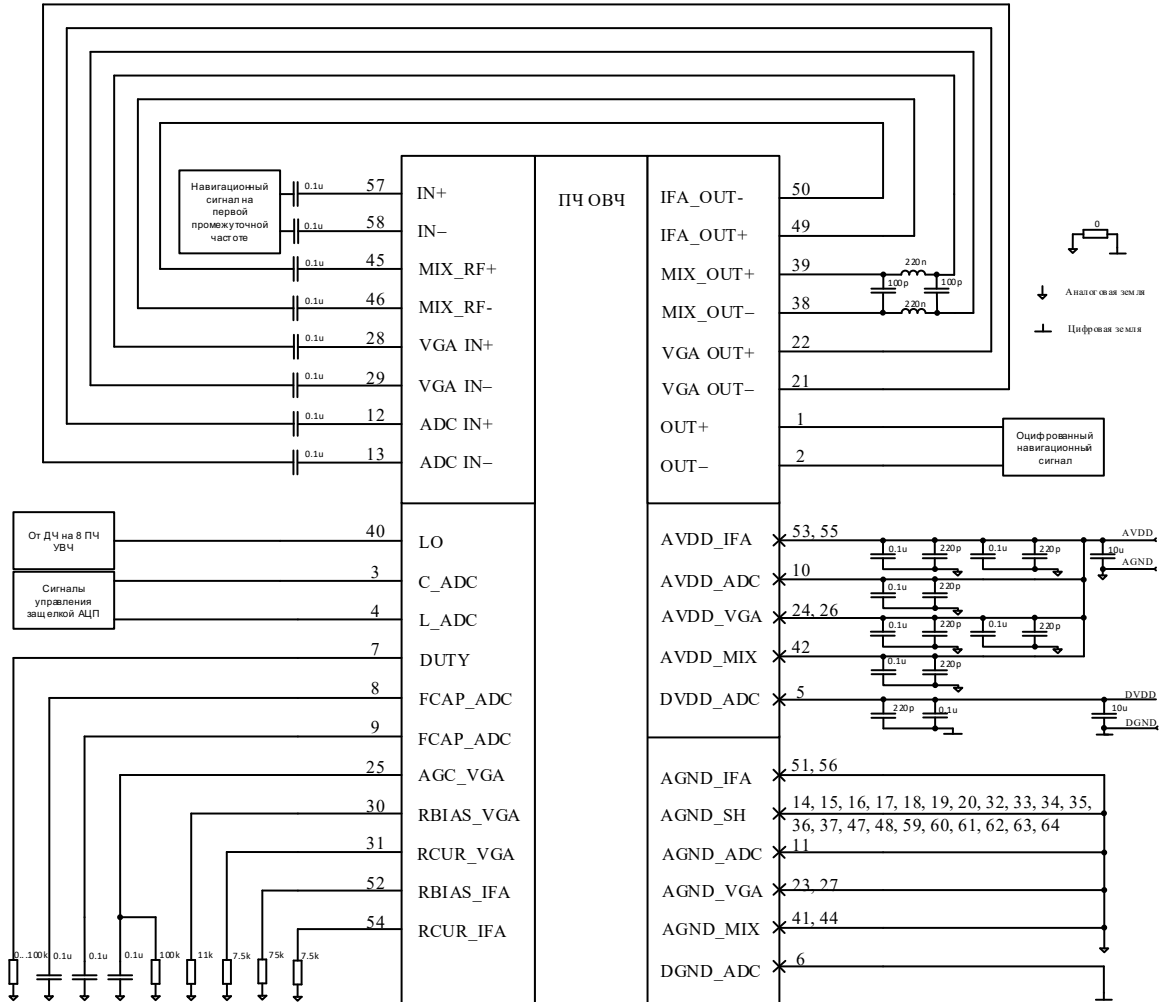 Навигационный
сигнал на
первой
промежуточной
частоте
0.1u
57
IN+
0.1u
58
IN–
0.1u
45
MIX_RF+
0.1u
46
MIX_RF-
0.1u
28
VGA IN+
0.1u
29
VGA IN–
0.1u
12
ADC IN+
0.1u
13
ADC IN–
ПЧ ОВЧ
IFA_OUT-
50
IFA_OUT+
49
MIX_OUT+
39
220n
100p
100p
MIX_OUT–
38
220n
VGA OUT+
22
VGA OUT–
21
OUT+
1
OUT–
2
Оцифрованный
навигационный
сигнал
0
Аналоговая земля
Цифровая земля
От ДЧ на 8 ПЧ
УВЧ
40
LO
Сигналы
управления
защелкой АЦП
3
C_ADC
4
L_ADC
7
DUTY
8
FCAP_ADC
9
FCAP_ADC
25
AGC_VGA
30
RBIAS_VGA
31
RCUR_VGA
52
RBIAS_IFA
54
RCUR_IFA
0...100k
0.1u
0.1u
0.1u
100k
11k
7.5k
75k
7.5k
AVDD_IFA
53, 55
0.1u
220p
0.1u
220p
10u
AVDD
AGND
AVDD_ADC
10
0.1u
220p
AVDD_VGA
24, 26
0.1u
220p
0.1u
220p
AVDD_MIX
42
0.1u
220p
DVDD_ADC
5
220p
0.1u
10u
DVDD
DGND
AGND_IFA
51, 56
AGND_SH
14, 15, 16, 17, 18, 19, 20, 32, 33, 34, 35,
36, 37, 47, 48, 59, 60, 61, 62, 63, 64
AGND_ADC
11
AGND_VGA
23, 27
AGND_MIX
41, 44
DGND_ADC
6